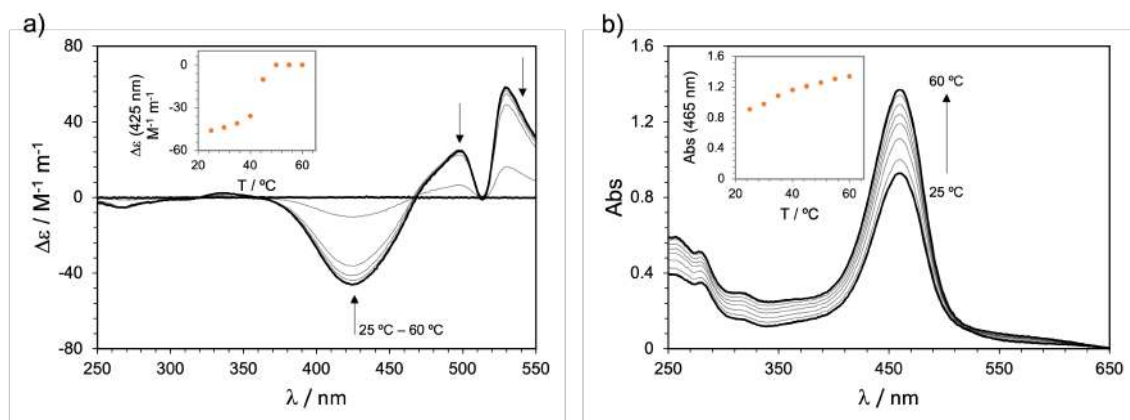 a)
80
40
0
-40
-80
Δε / M⁻¹ m⁻¹
250
300
350
400
450
500
550
λ / nm
25 ºC – 60 ºC
Δε (425 nm)
M⁻¹ m⁻¹
0
-30
-60
20
40
60
T / ºC
b)
1.6
1.2
0.8
0.4
0
Abs
250
350
450
550
650
λ / nm
60 ºC
25 ºC
Abs (465 nm)
1.6
1.2
0.8
0.4
0
20
40
60
T / ºC